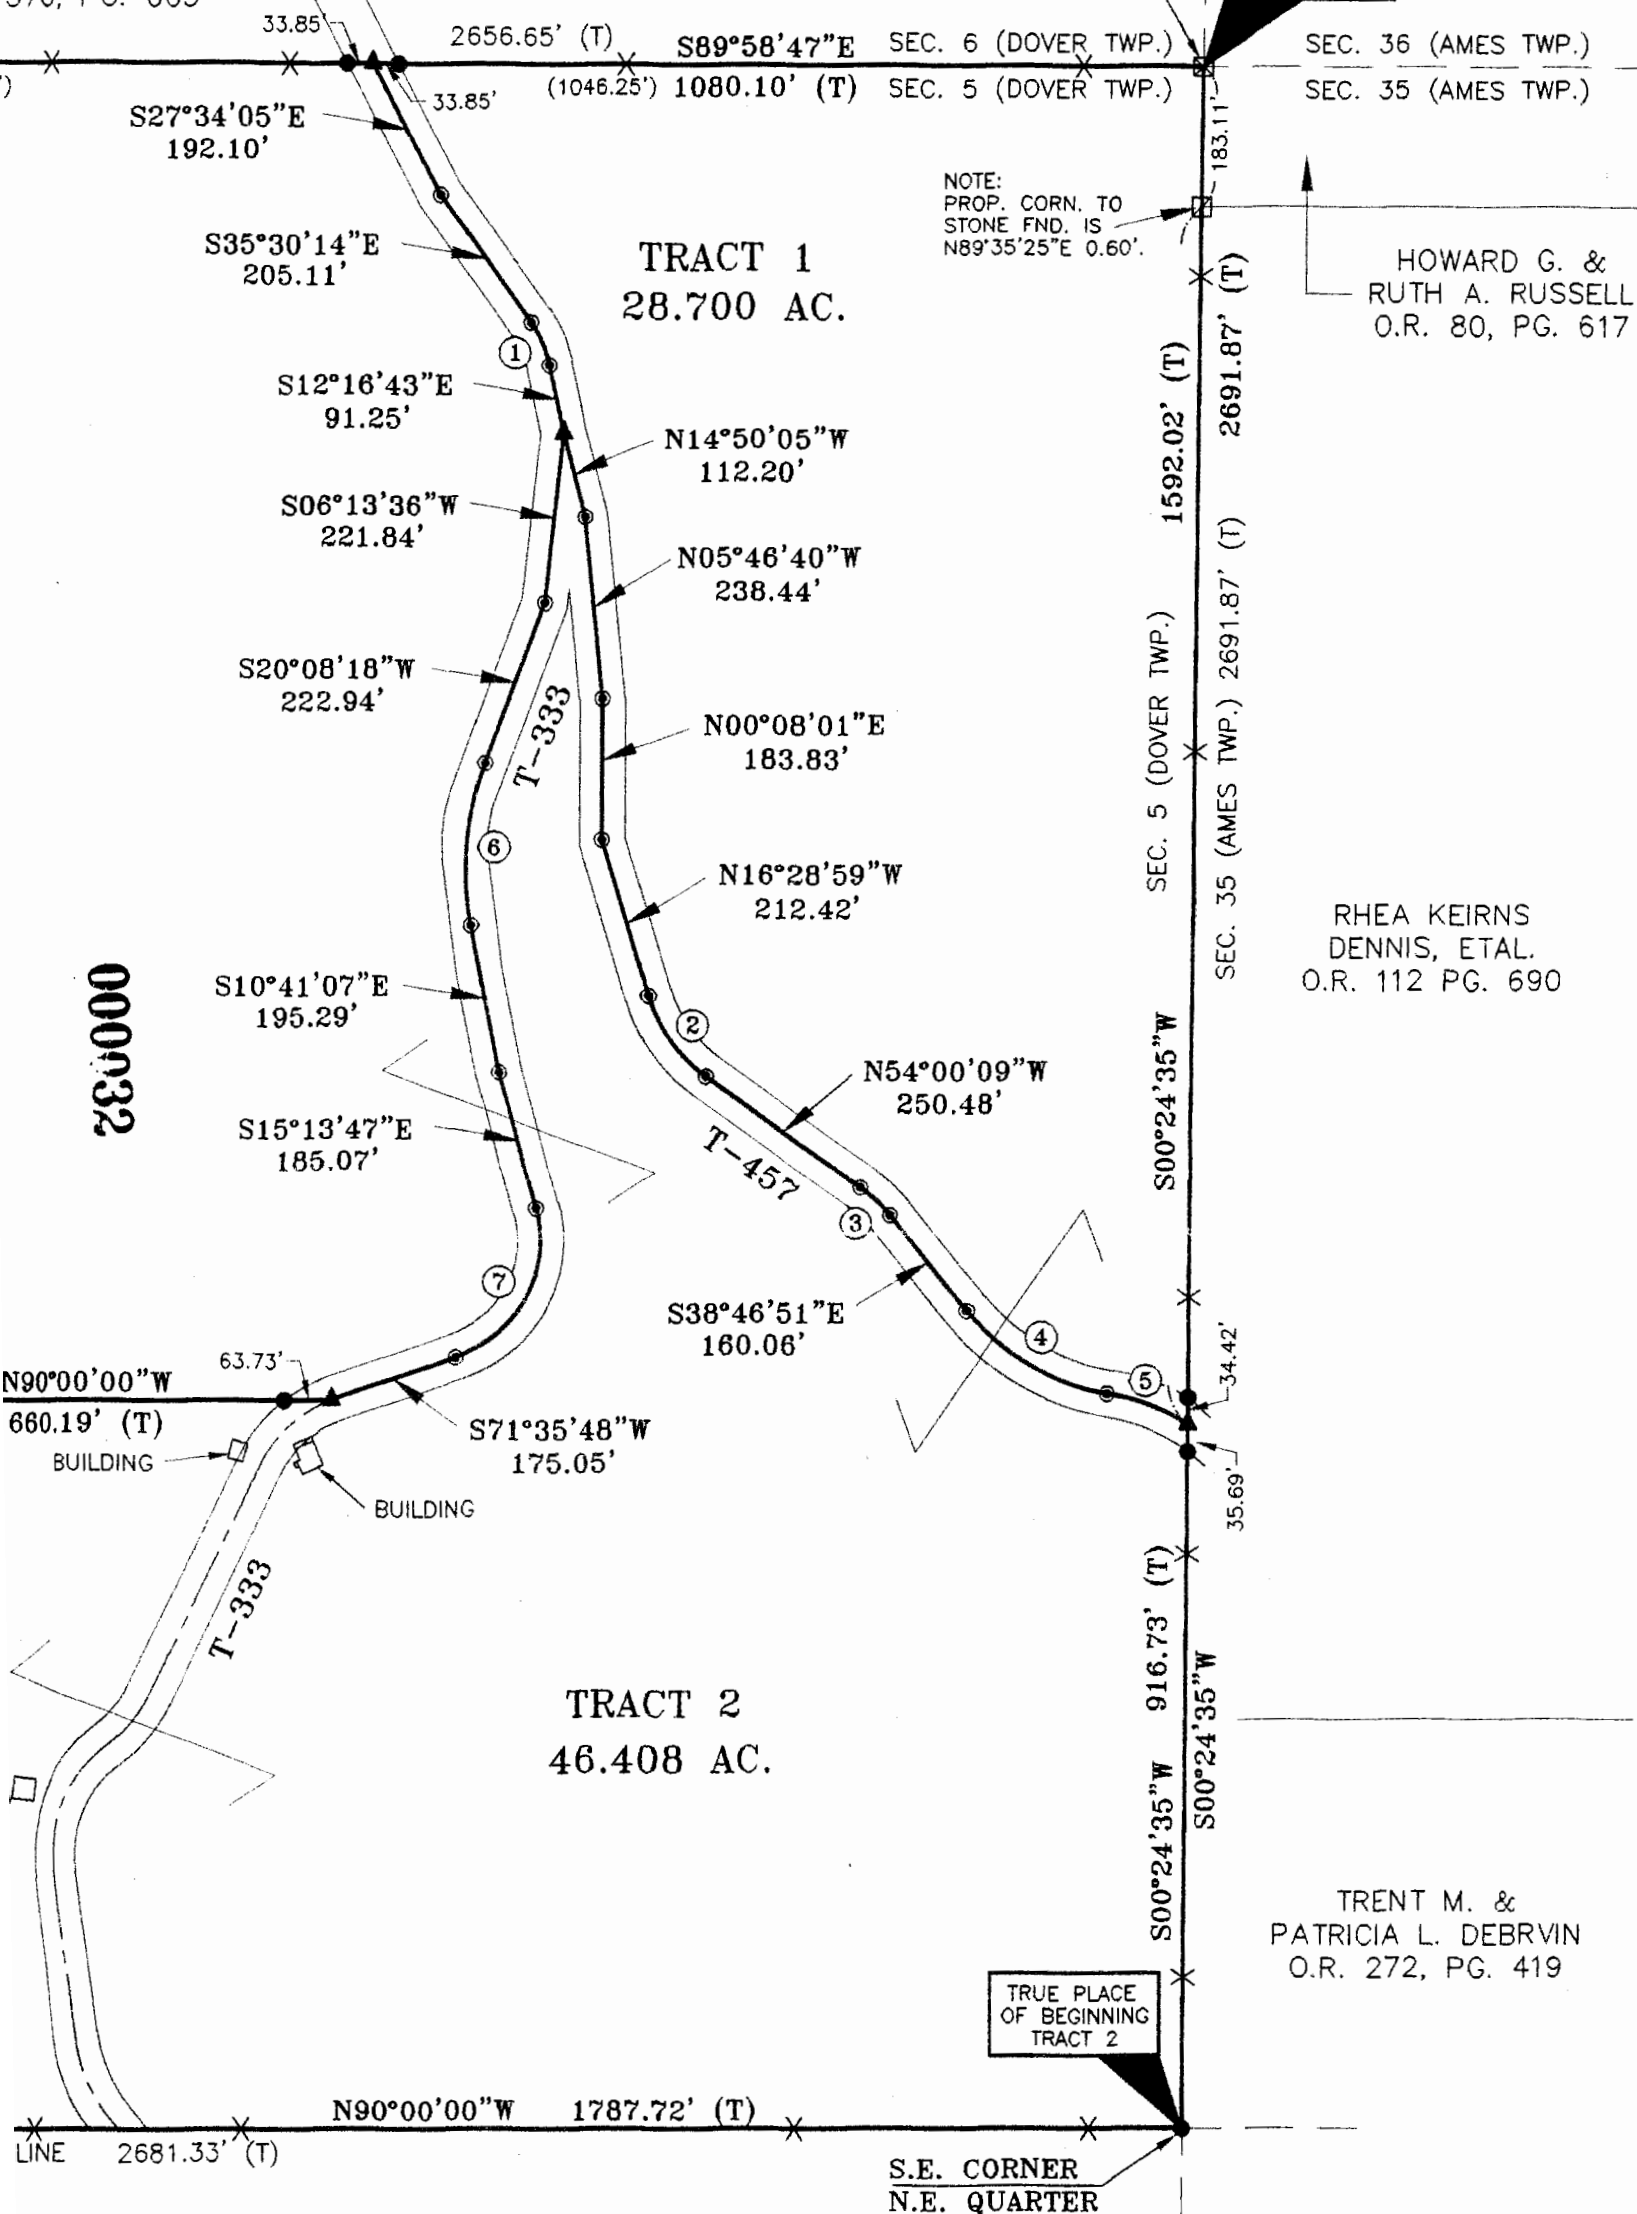 33.85'
2656.65' (T)
S89°58'47"E
SEC. 6 (DOVER TWP.)
SEC. 36 (AMES TWP.)
33.85'
(1046.25')
1080.10' (T)
SEC. 5 (DOVER TWP.)
SEC. 35 (AMES TWP.)
S27°34'05"E
192.10'
183.11'
NOTE:
PROP. CORN. TO
STONE FND. IS
N89°35'25"E 0.60'.
S35°30'14"E
205.11'
TRACT 1
28.700 AC.
HOWARD G. &
RUTH A. RUSSELL
O.R. 80, PG. 617
1
S12°16'43"E
91.25'
N14°50'05"W
112.20'
1592.02' (T)
2691.87' (T)
S06°13'36"W
221.84'
N05°46'40"W
238.44'
S20°08'18"W
222.94'
T-333
N00°08'01"E
183.83'
SEC. 5 (DOVER TWP.)
SEC. 35 (AMES TWP.) 2691.87' (T)
6
N16°28'59"W
212.42'
RHEA KEIRNS
DENNIS, ETAL.
O.R. 112 PG. 690
000032
S10°41'07"E
195.29'
2
S00°24'35"W
N54°00'09"W
250.48'
S15°13'47"E
185.07'
T-457
3
7
S38°46'51"E
160.06'
4
5
34.42'
N90°00'00"W
660.19' (T)
63.73'
S71°35'48"W
175.05'
BUILDING
BUILDING
35.69'
T-333
916.73' (T)
S00°24'35"W
S00°24'35"W
TRACT 2
46.408 AC.
TRENT M. &
PATRICIA L. DEBRVIN
O.R. 272, PG. 419
TRUE PLACE
OF BEGINNING
TRACT 2
N90°00'00"W 1787.72' (T)
LINE 2681.33' (T)
S.E. CORNER
N.E. QUARTER